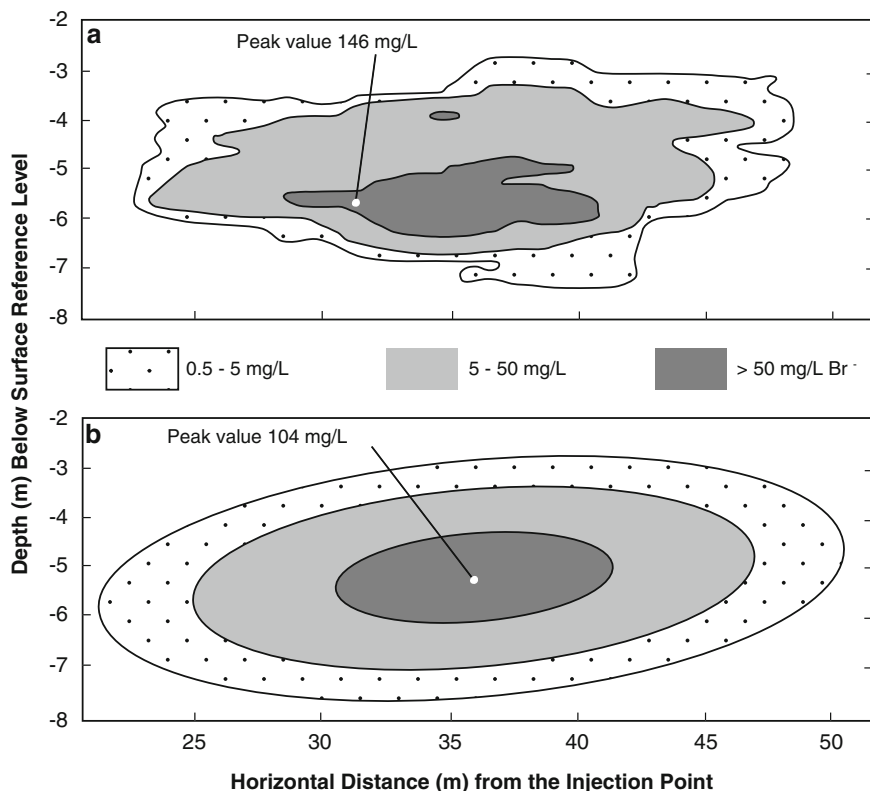 a
Peak value 146 mg/L
-2
-3
-4
-5
-6
-7
-8
0.5 - 5 mg/L
5 - 50 mg/L
> 50 mg/L Br -
b
Peak value 104 mg/L
-2
-3
-4
-5
-6
-7
-8
25
30
35
40
45
50
Depth (m) Below Surface Reference Level
Horizontal Distance (m) from the Injection Point